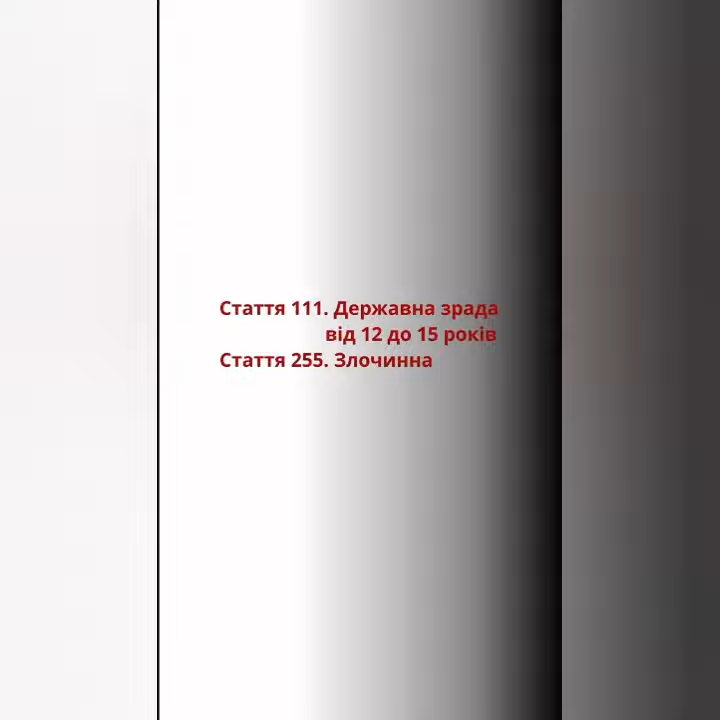 Стаття 111. Державна зрада
від 12 до 15 років
Стаття 255. Злочинна